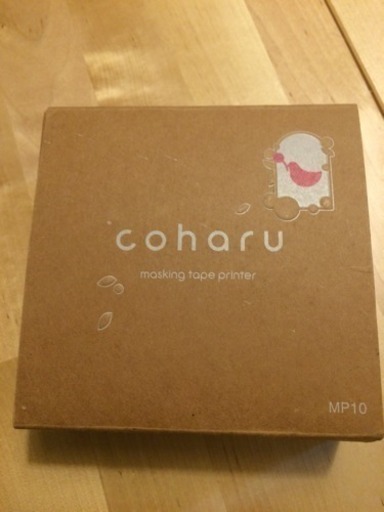 coharu
masking tape printer
MP10